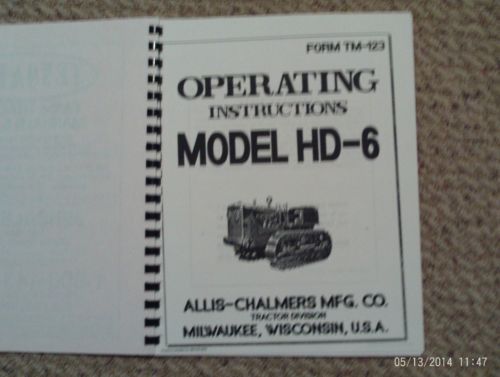 FORM TM-123
OPERATING
INSTRUCTIONS
MODEL HD-6
ALLIS-CHALMERS MFG. CO.
TRACTOR DIVISION
MILWAUKEE, WISCONSIN, U.S.A.
05/13/2014 11:47